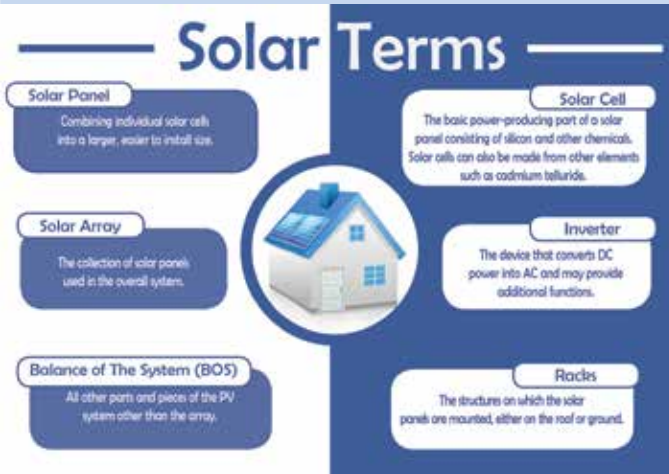 Solar Terms
Solar Panel
Combining individual solar cells
into a larger, easier to install size.
Solar Array
The collection of solar panels
used in the overall system.
Balance of The System (BOS)
All other parts and pieces of the PV
system other than the array.
Solar Cell
The basic power-producing part of a solar
panel consisting of silicon and other chemicals.
Solar cells can also be made from other elements
such as cadmium telluride.
Inverter
The device that converts DC
power into AC and may provide
additional functions.
Racks
The structures on which the solar
panels are mounted, either on the roof or ground.